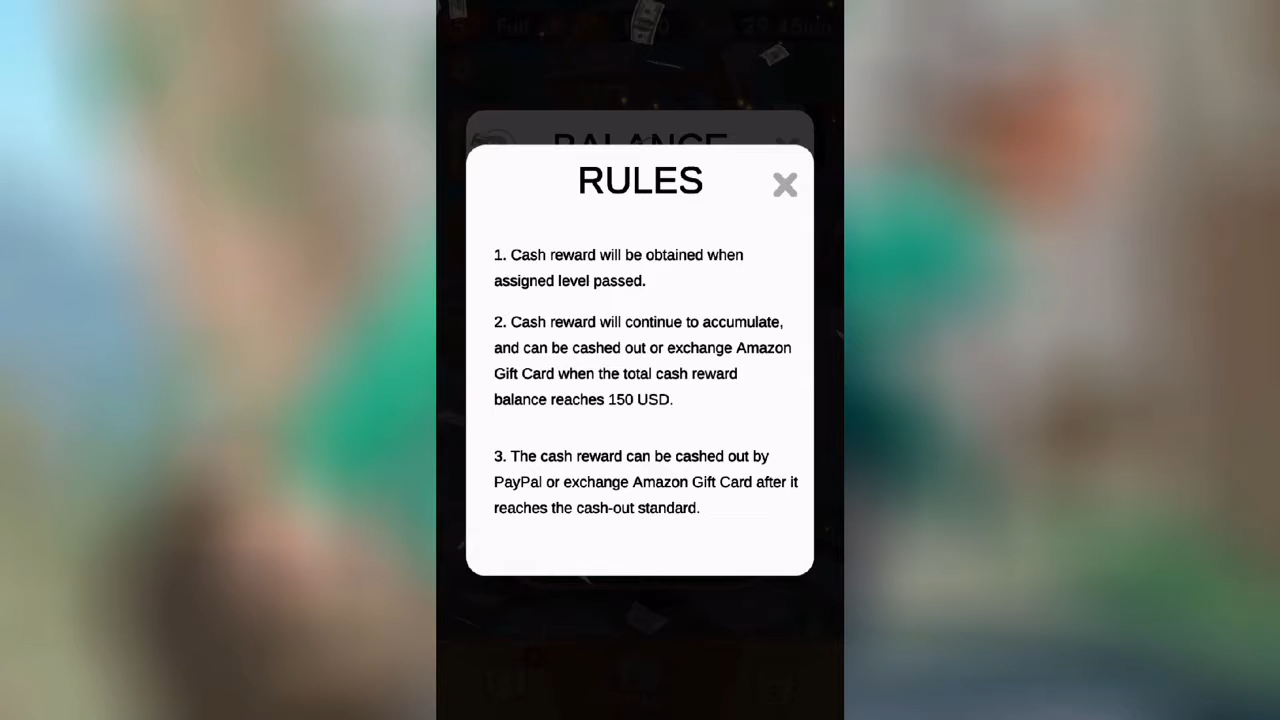 Full
BALANCE
RULES
1. Cash reward will be obtained when
assigned level passed.
2. Cash reward will continue to accumulate,
and can be cashed out or exchange Amazon
Gift Card when the total cash reward
balance reaches 150 USD.
3. The cash reward can be cashed out by
PayPal or exchange Amazon Gift Card after it
reaches the cash-out standard.